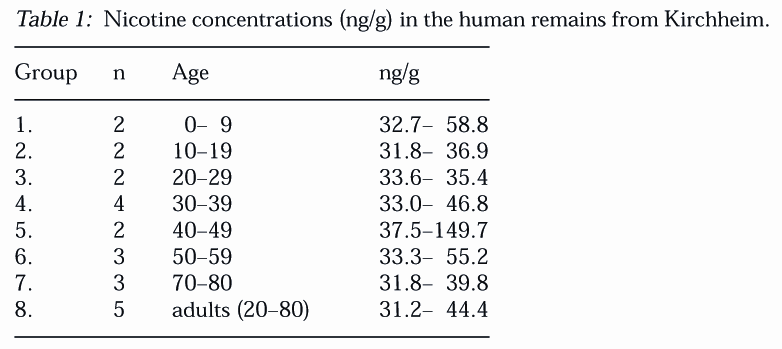 Table 1: Nicotine concentrations (ng/g) in the human remains from Kirchheim.
Group n Age ng/g
1. 2 0– 9 32.7– 58.8
2. 2 10–19 31.8– 36.9
3. 2 20–29 33.6– 35.4
4. 4 30–39 33.0– 46.8
5. 2 40–49 37.5–149.7
6. 3 50–59 33.3– 55.2
7. 3 70–80 31.8– 39.8
8. 5 adults (20–80) 31.2– 44.4